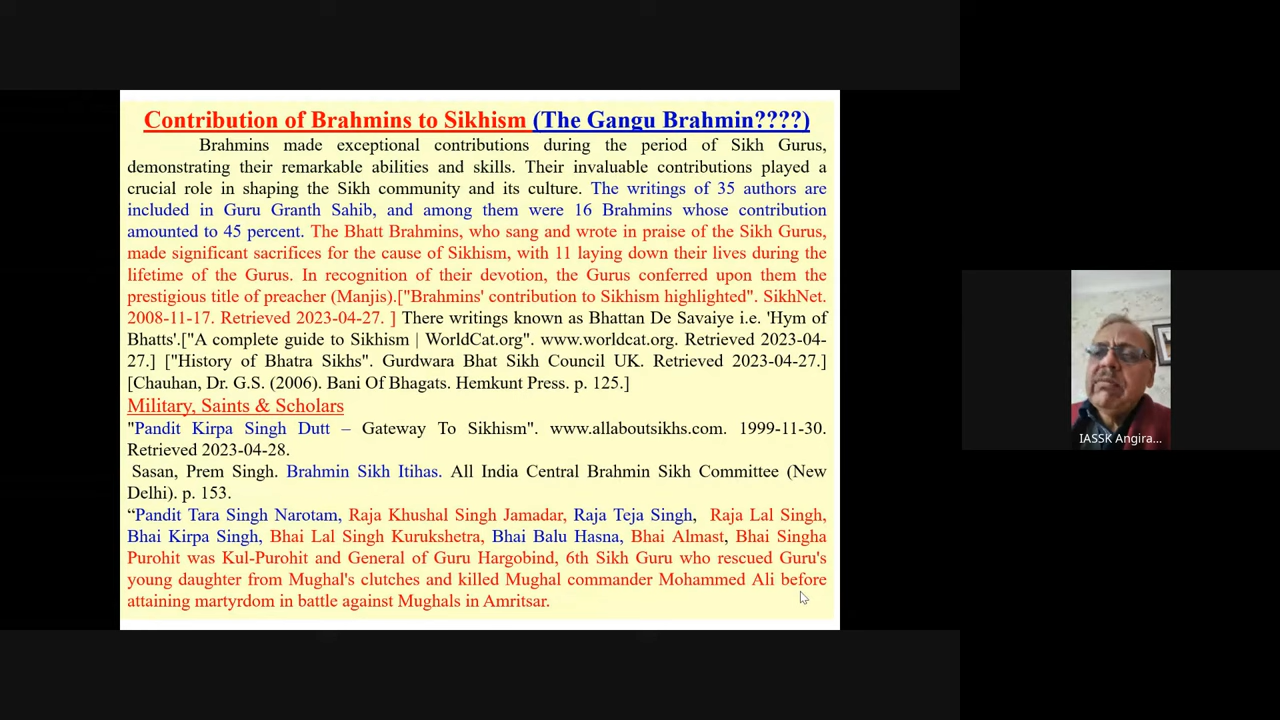 Contribution of Brahmins to Sikhism (The Gangu Brahmin????)
Brahmins made exceptional contributions during the period of Sikh Gurus,
demonstrating their remarkable abilities and skills. Their invaluable contributions played a
crucial role in shaping the Sikh community and its culture. The writings of 35 authors are
included in Guru Granth Sahib, and among them were 16 Brahmins whose contribution
amounted to 45 percent. The Bhatt Brahmins, who sang and wrote in praise of the Sikh Gurus,
made significant sacrifices for the cause of Sikhism, with 11 laying down their lives during the
lifetime of the Gurus. In recognition of their devotion, the Gurus conferred upon them the
prestigious title of preacher (Manjis).["Brahmins' contribution to Sikhism highlighted". SikhNet.
2008-11-17. Retrieved 2023-04-27. ] There writings known as Bhattan De Savaiye i.e. 'Hym of
Bhatts'.["A complete guide to Sikhism | WorldCat.org". www.worldcat.org. Retrieved 2023-04-
27.] ["History of Bhatra Sikhs". Gurdwara Bhat Sikh Council UK. Retrieved 2023-04-27.]
[Chauhan, Dr. G.S. (2006). Bani Of Bhagats. Hemkunt Press. p. 125.]
Military, Saints & Scholars
"Pandit Kirpa Singh Dutt – Gateway To Sikhism". www.allaboutsikhs.com. 1999-11-30.
Retrieved 2023-04-28.
Sasan, Prem Singh. Brahmin Sikh Itihas. All India Central Brahmin Sikh Committee (New
Delhi). p. 153.
“Pandit Tara Singh Narotam, Raja Khushal Singh Jamadar, Raja Teja Singh, Raja Lal Singh,
Bhai Kirpa Singh, Bhai Lal Singh Kurukshetra, Bhai Balu Hasna, Bhai Almast, Bhai Singha
Purohit was Kul-Purohit and General of Guru Hargobind, 6th Sikh Guru who rescued Guru's
young daughter from Mughal's clutches and killed Mughal commander Mohammed Ali before
attaining martyrdom in battle against Mughals in Amritsar.
IASSK Angira...